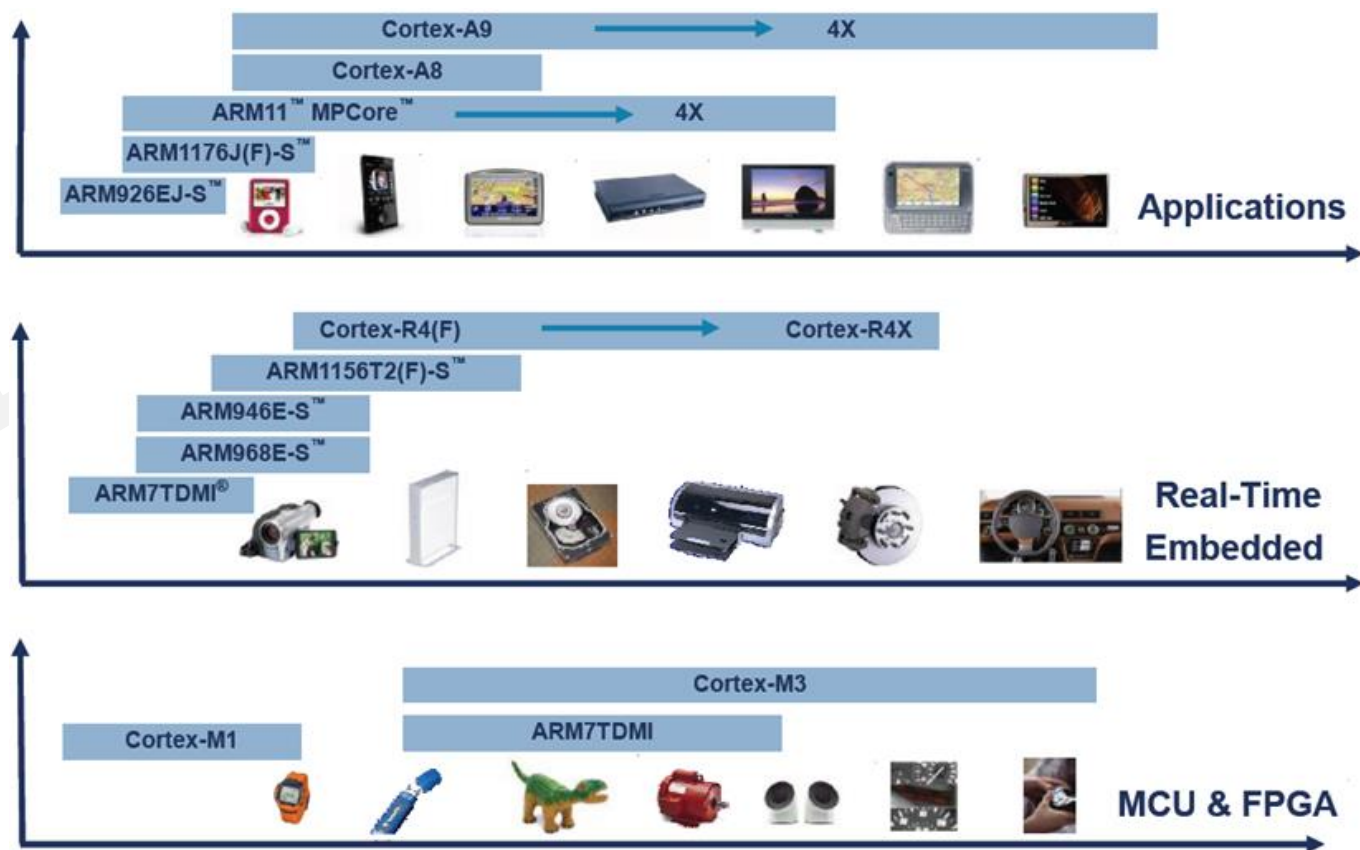 Cortex-A9 4X
Cortex-A8
ARM11™ MPCore™ 4X
ARM1176J(F)-S™
ARM926EJ-S™
Applications
Cortex-R4(F) Cortex-R4X
ARM1156T2(F)-S™
ARM946E-S™
ARM968E-S™
ARM7TDMI®
Real-Time
Embedded
Cortex-M3
ARM7TDMI
Cortex-M1
MCU & FPGA